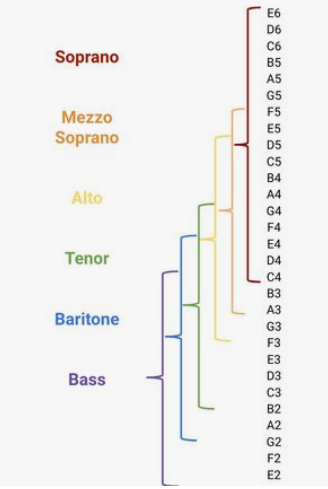 Soprano
Mezzo
Soprano
Alto
Tenor
Baritone
Bass
E6
D6
C6
B5
A5
G5
F5
E5
D5
C5
B4
A4
G4
F4
E4
D4
C4
B3
A3
G3
F3
E3
D3
C3
B2
A2
G2
F2
E2